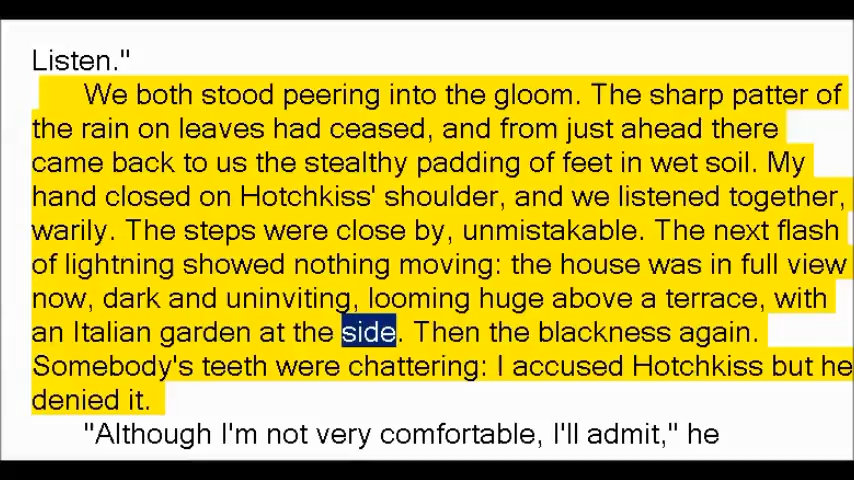 Listen."
We both stood peering into the gloom. The sharp patter of
the rain on leaves had ceased, and from just ahead there
came back to us the stealthy padding of feet in wet soil. My
hand closed on Hotchkiss' shoulder, and we listened together,
warily. The steps were close by, unmistakable. The next flash
of lightning showed nothing moving: the house was in full view
now, dark and uninviting, looming huge above a terrace, with
an Italian garden at the side. Then the blackness again.
Somebody's teeth were chattering: I accused Hotchkiss but he
denied it.
"Although I'm not very comfortable, I'll admit," he